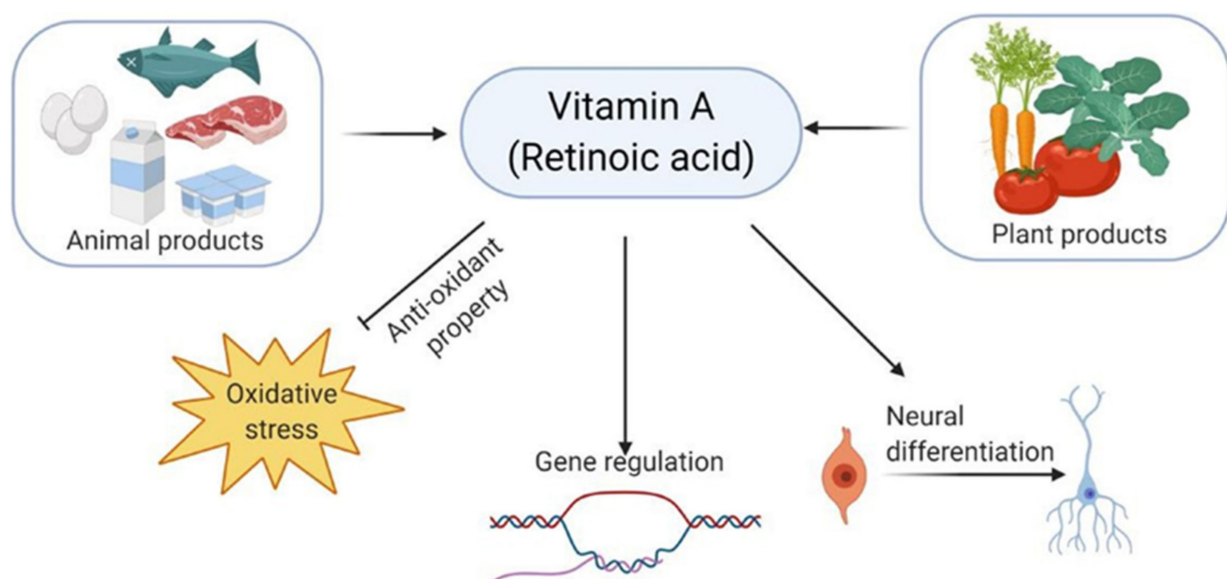 Vitamin A
(Retinoic acid)
Animal products
Plant products
Anti-oxidant
property
Oxidative
stress
Gene regulation
Neural
differentiation